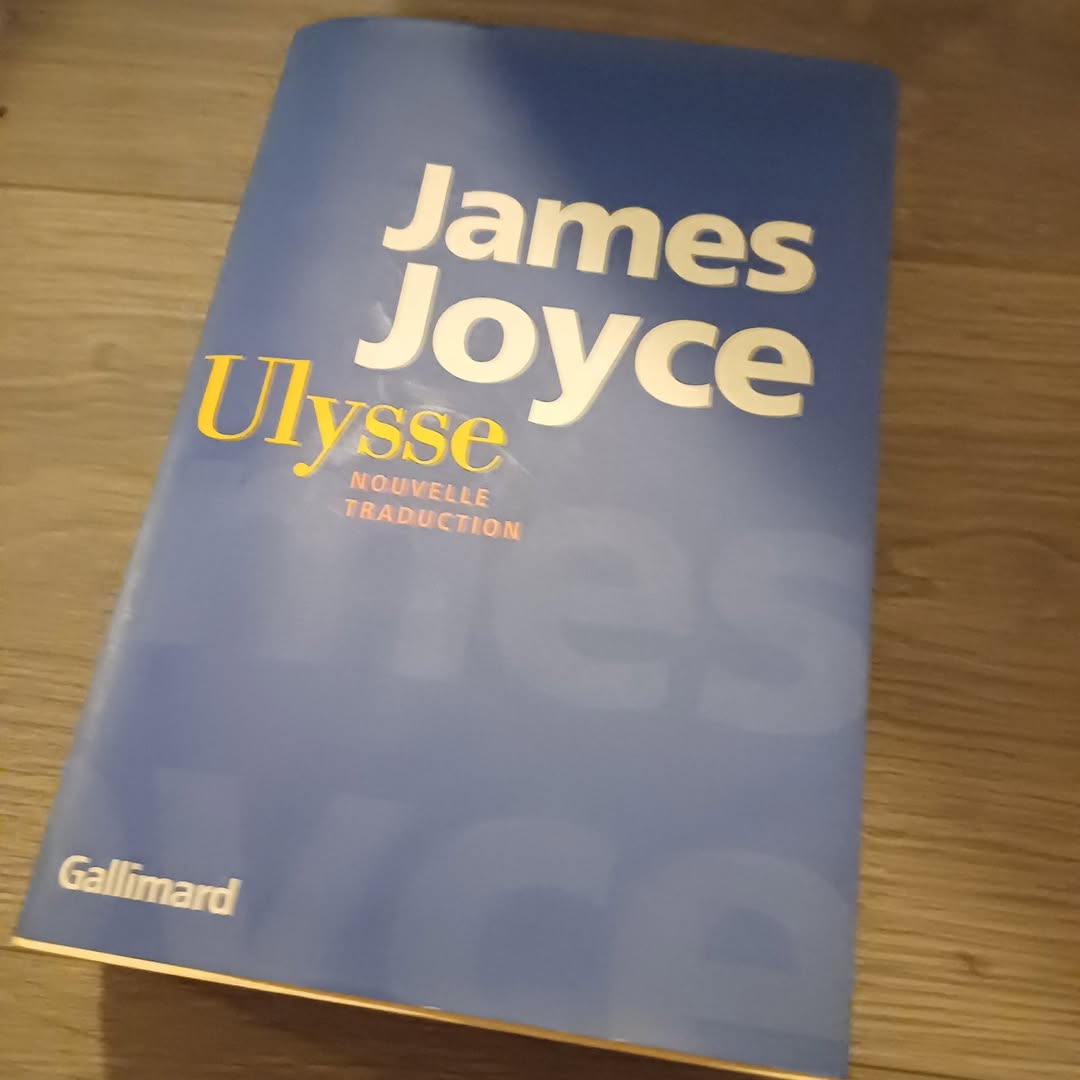 James
Joyce
Ulysse
NOUVELLE
TRADUCTION
Gallimard